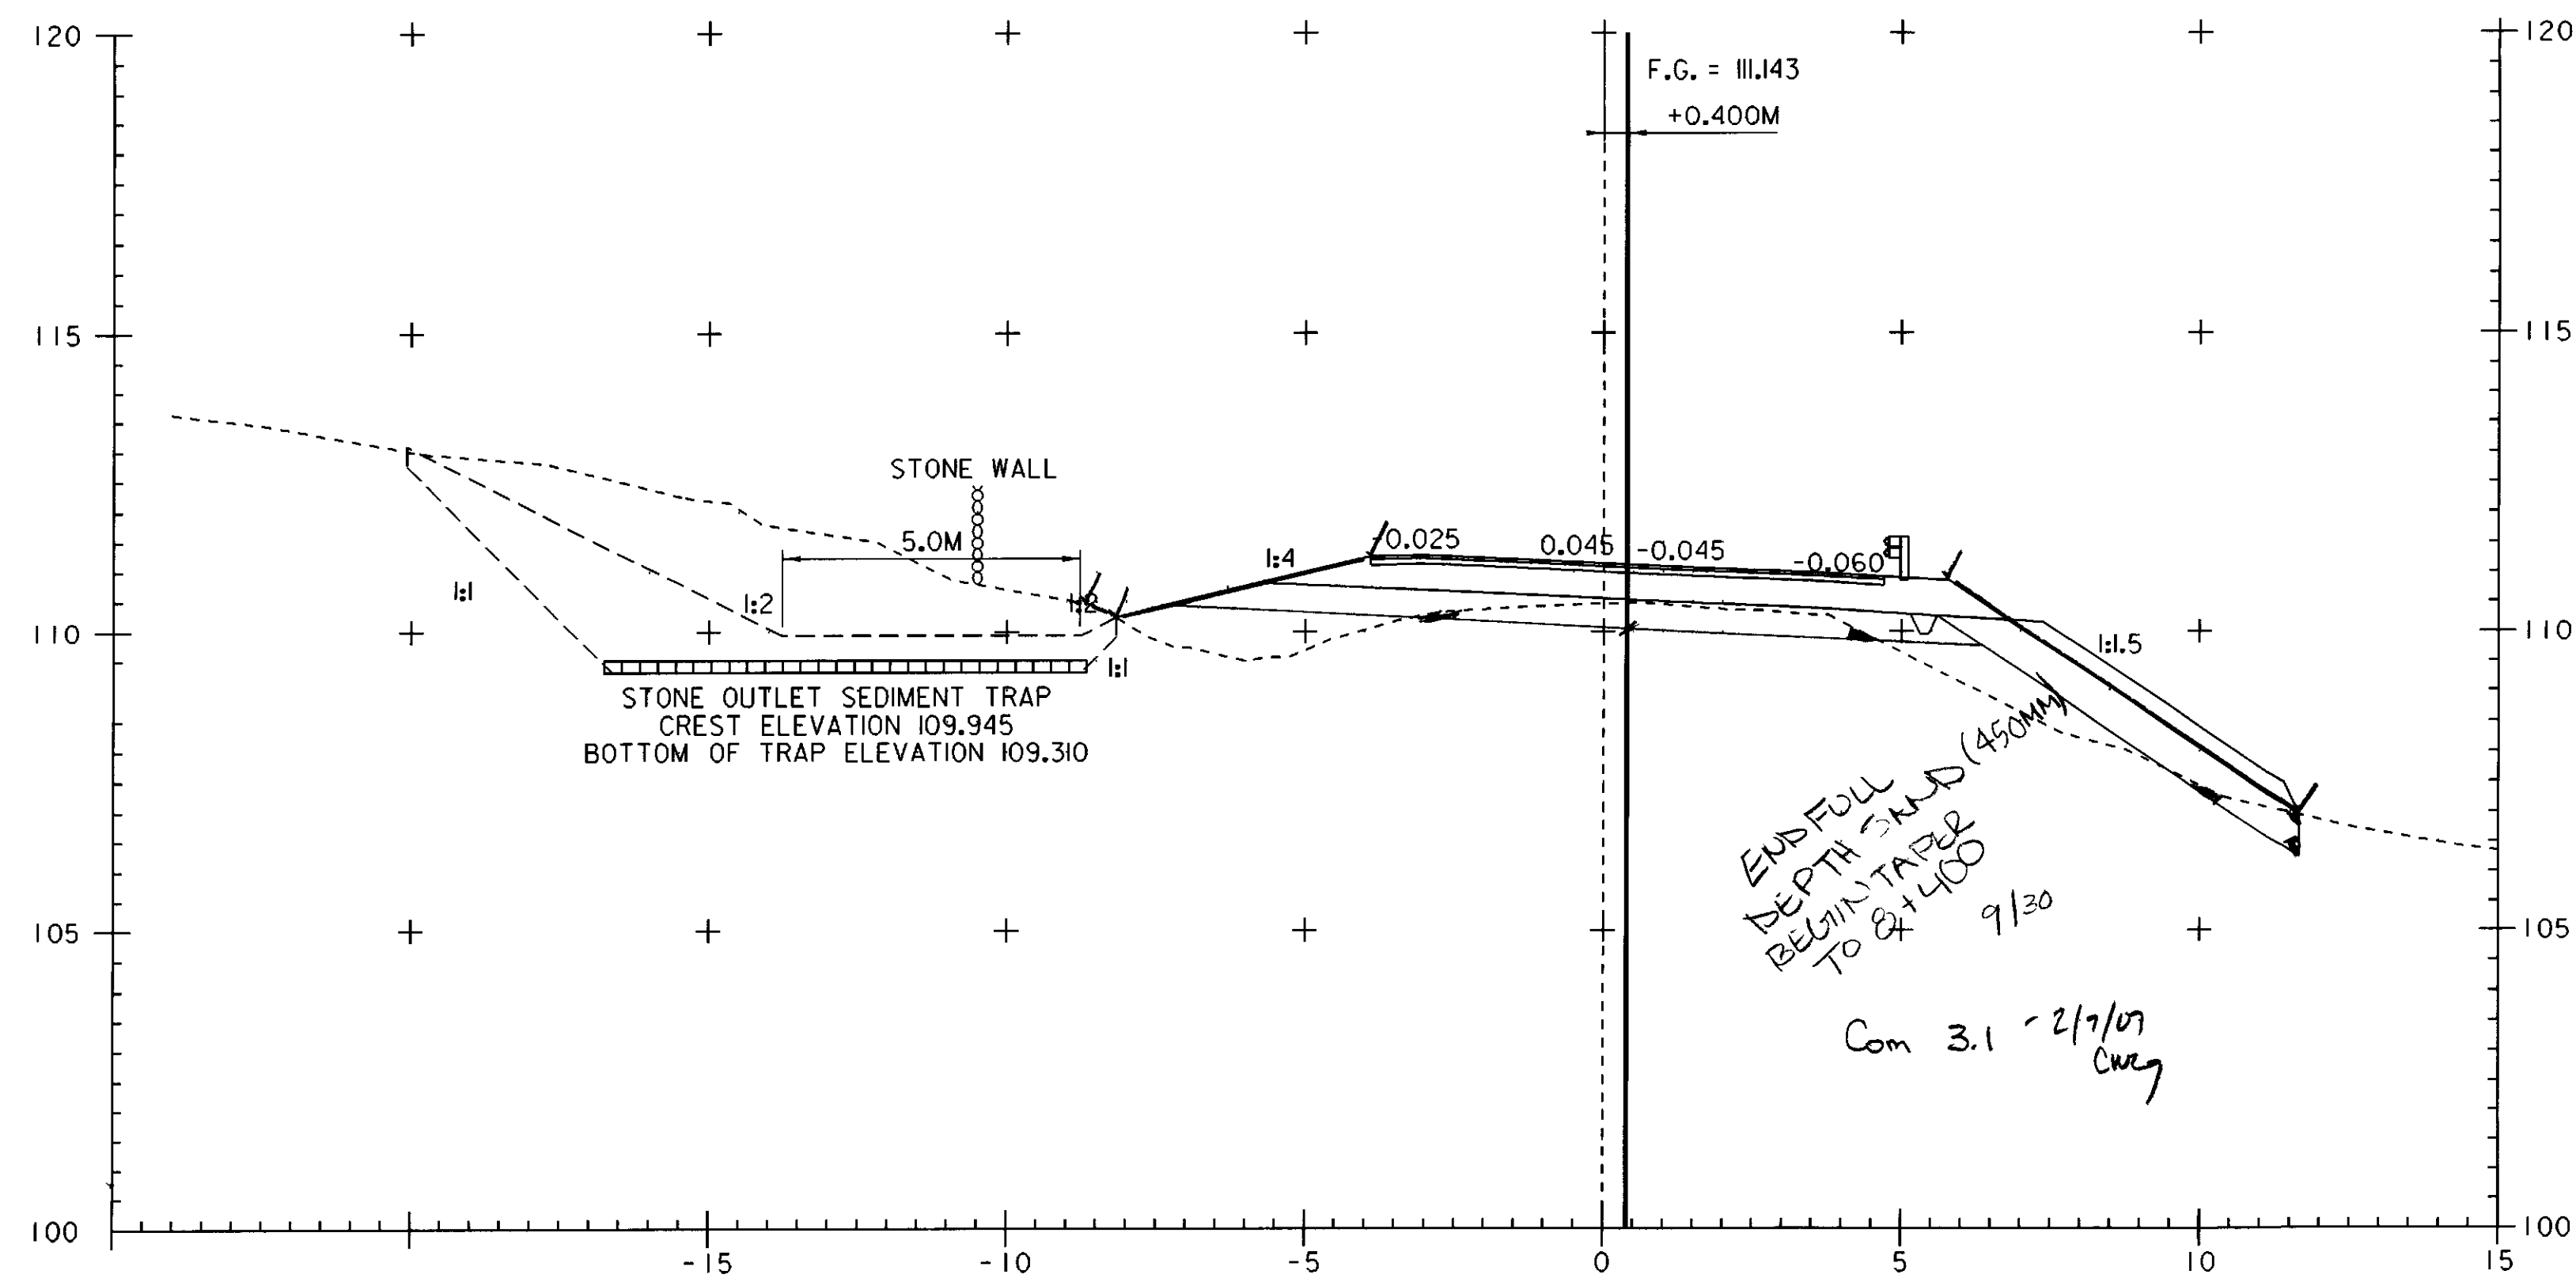 120
120
F.G. = 111.143
+0.400M
115
115
STONE WALL
5.0M
-0.025
0.045
-0.045
-0.060
1:4
1:1
1:2
1:2
110
110
1:1
1:1.5
STONE OUTLET SEDIMENT TRAP
CREST ELEVATION 109.945
BOTTOM OF TRAP ELEVATION 109.310
END FULL
DEPTH SAND (450MM)
BEGIN TAPER
TO 8+400
9/30
105
105
Com 3.1 - 2/7/07
100
100
-15
-10
-5
0
5
10
15